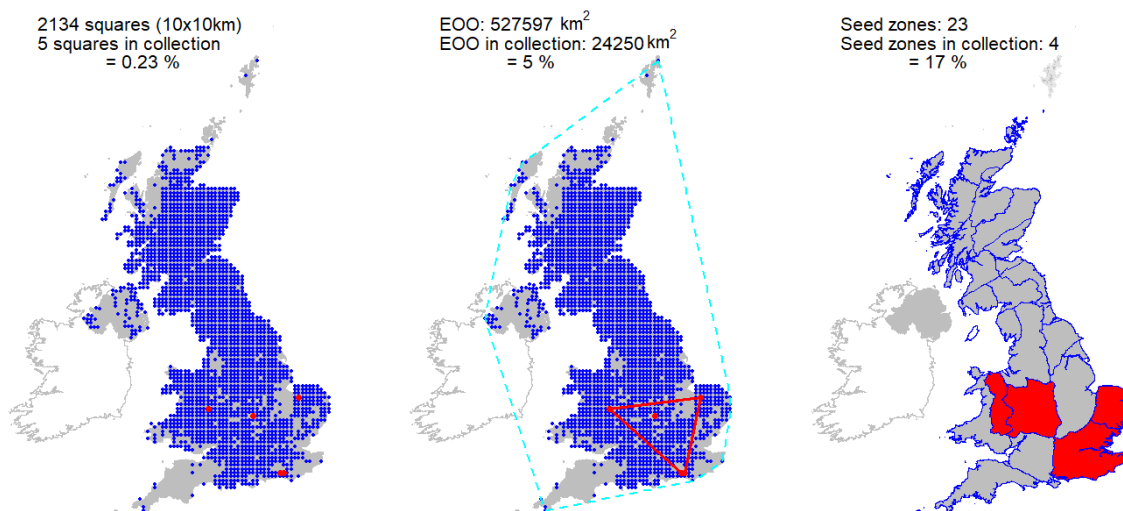 2134 squares (10x10km)
5 squares in collection
= 0.23 %
EOO: 527597 km²
EOO in collection: 24250 km²
= 5 %
Seed zones: 23
Seed zones in collection: 4
= 17 %